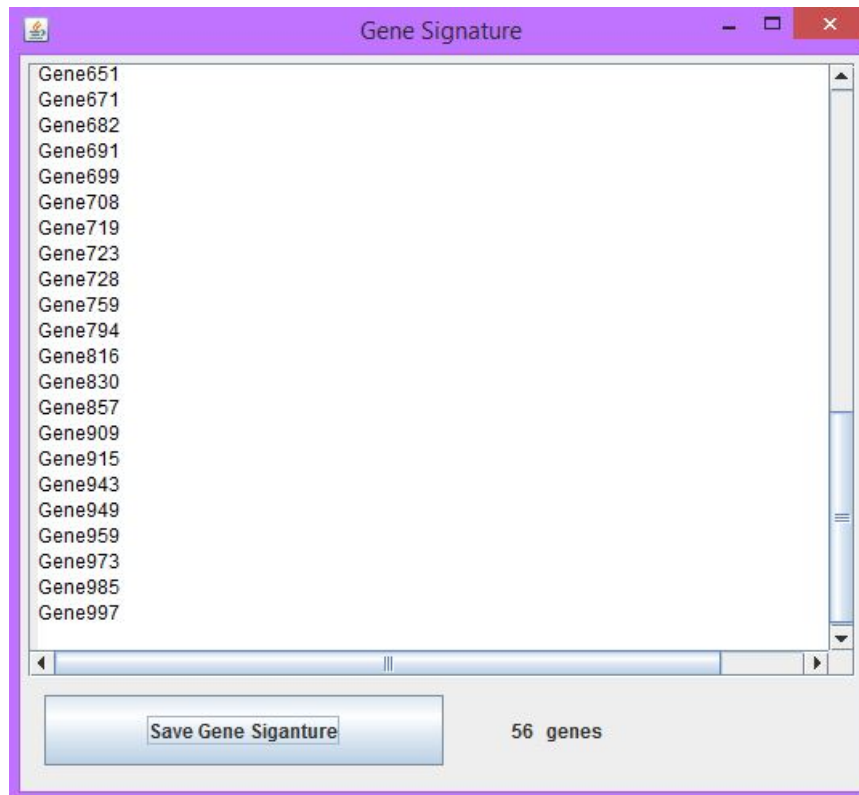 Gene Signature
Gene651
Gene671
Gene682
Gene691
Gene699
Gene708
Gene719
Gene723
Gene728
Gene759
Gene794
Gene816
Gene830
Gene857
Gene909
Gene915
Gene943
Gene949
Gene959
Gene973
Gene985
Gene997
Save Gene Siganture 56 genes